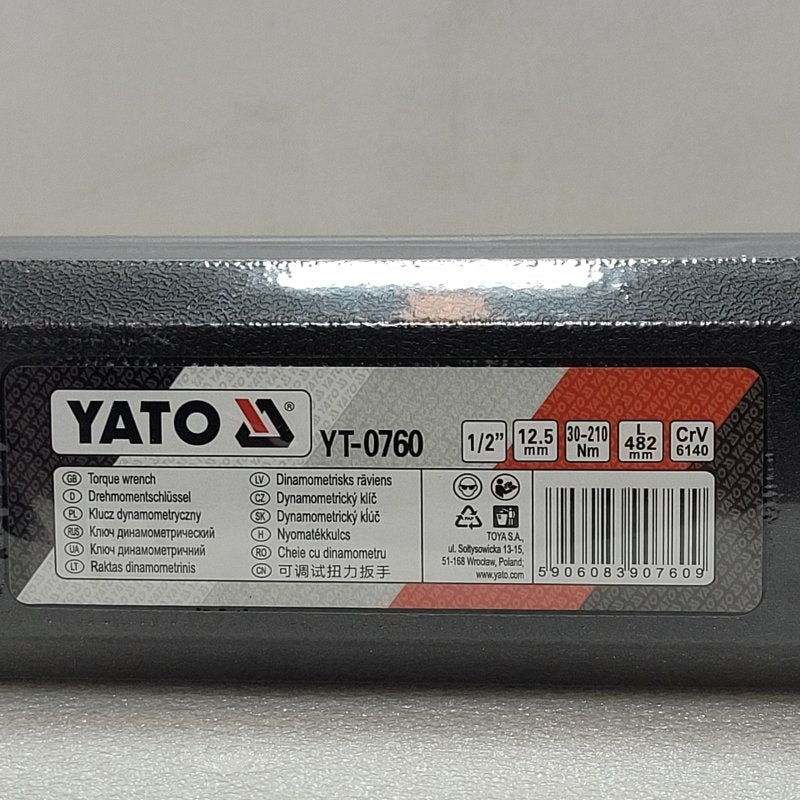 YATO ®
YT-0760
1/2"
12.5 mm
30-210 Nm
L 482 mm
CrV 6140
GB Torque wrench
D Drehmomentschlüssel
PL Klucz dynamometryczny
RUS Ключ динамометрический
UA Ключ динамометричний
LT Raktas dinamometrinis
LV Dinamometrisks rāviens
CZ Dynamometrický klíč
SK Dynamometrický kľúč
H Nyomatékkulcs
RO Cheie cu dinamometru
CN 可调试扭力扳手
PAP
TOYA S.A.,
ul. Sołtysowicka 13-15,
51-168 Wrocław, Poland;
www.yato.com
5906083907609